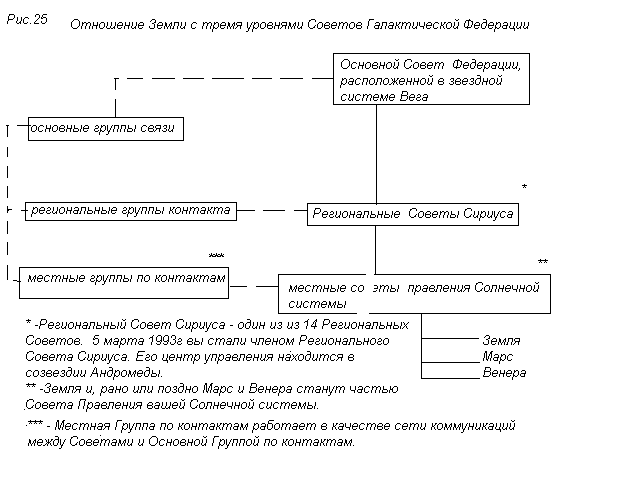 Рис.25
Отношение Земли с тремя уровнями Советов Галактической Федерации
Основной Совет Федерации,
расположенной в звездной
системе Вега
основные группы связи
*
региональные группы контакта
Региональные Советы Сириуса
***
**
местные группы по контактам
местные советы правления Солнечной
системы
* -Региональный Совет Сириуса - один из из 14 Региональных
Советов. 5 марта 1993г вы стали членом Регионального
Совета Сириуса. Его центр управления находится в
созвездии Андромеды.
Земля
Марс
Венера
** -Земля и, рано или поздно Марс и Венера станут частью
Совета Правления вашей Солнечной системы.
*** - Местная Группа по контактам работает в качестве сети коммуникаций
между Советами и Основной Группой по контактам.